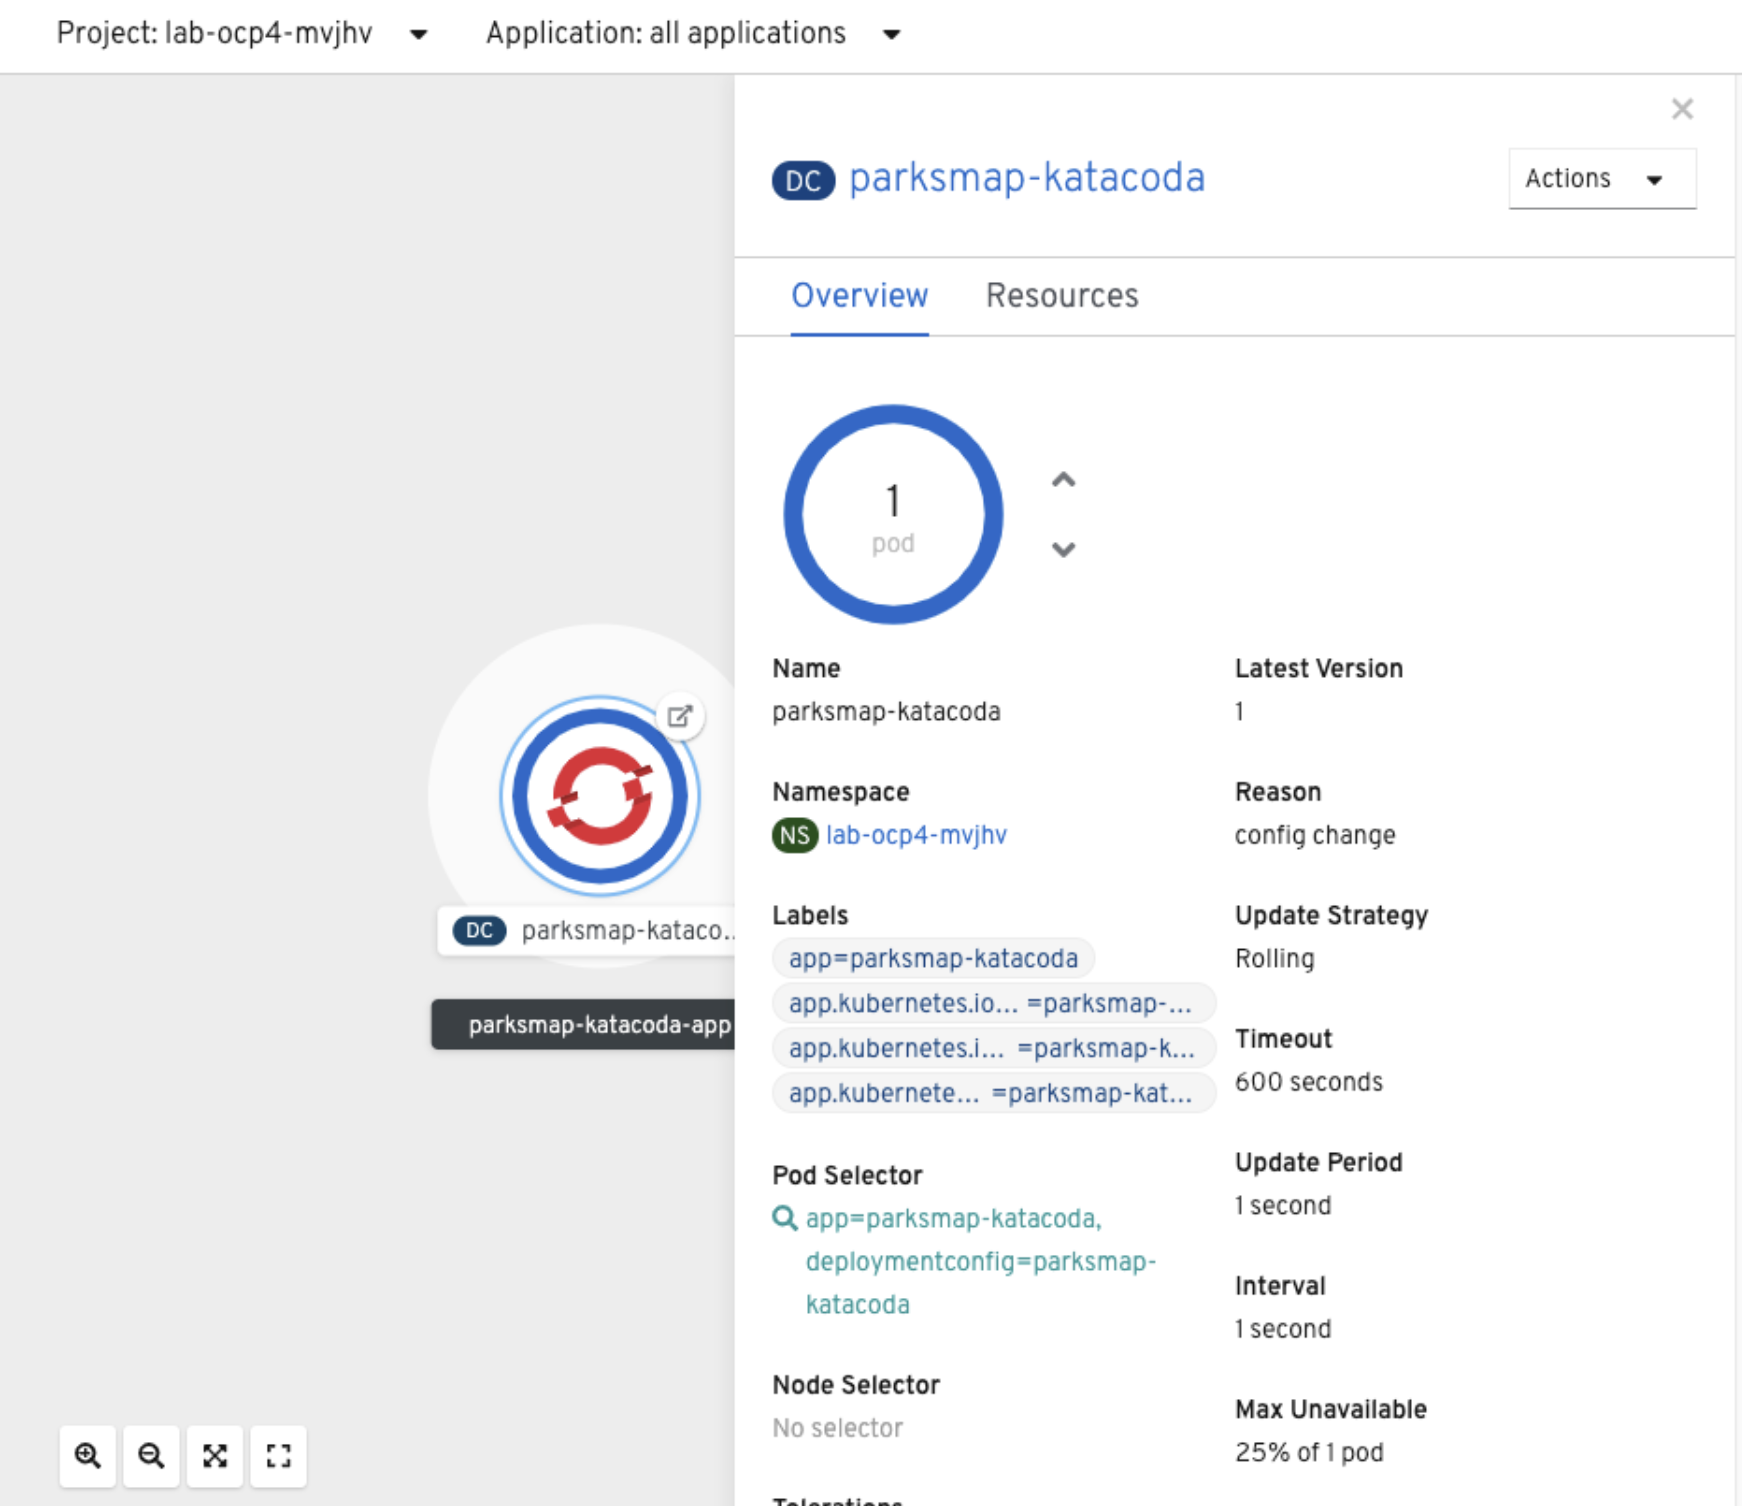 Project: lab-ocp4-mvjhv
Application: all applications
DC parksmap-katacoda
Actions
Overview
Resources
1
pod
Name
parksmap-katacoda
Latest Version
1
Namespace
NS lab-ocp4-mvjhv
Reason
config change
Labels
app=parksmap-katacoda
app.kubernetes.io... =parksmap-...
app.kubernetes.i... =parksmap-k...
app.kubernete... =parksmap-kat...
Update Strategy
Rolling
Timeout
600 seconds
Pod Selector
app=parksmap-katacoda,
deploymentconfig=parksmap-
katacoda
Update Period
1 second
Interval
1 second
Node Selector
No selector
Max Unavailable
25% of 1 pod
Tolerations
DC parksmap-kataco..
parksmap-katacoda-app